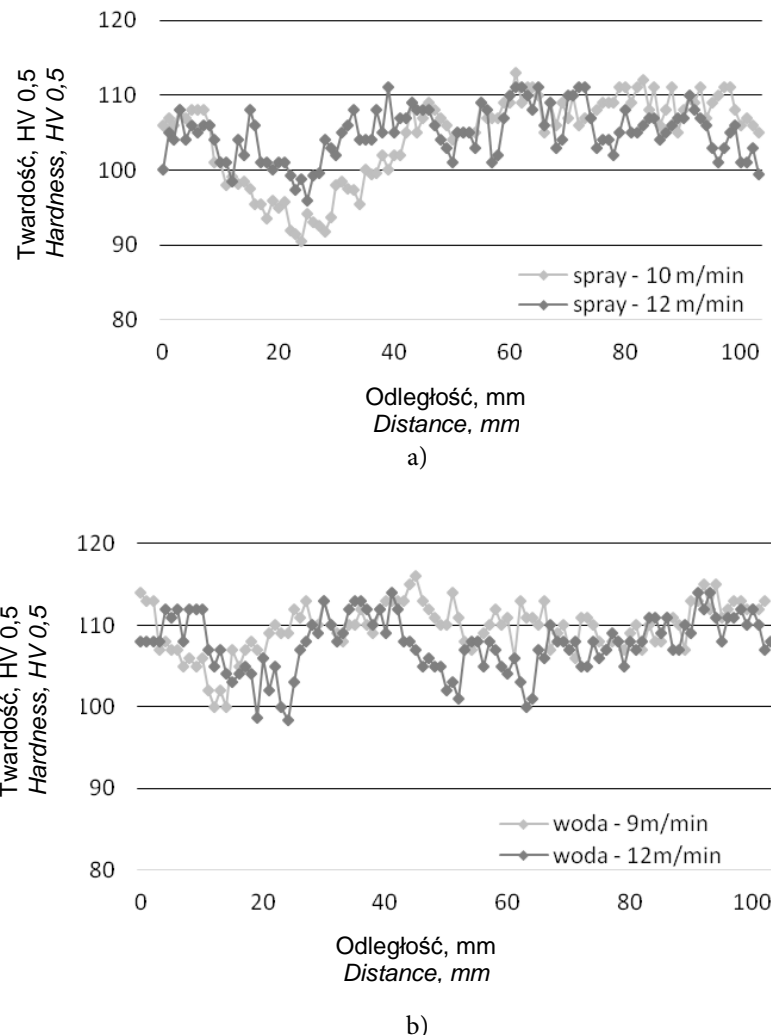 120
110
100
90
80
Twardość, HV 0,5
Hardness, HV 0,5
spray - 10 m/min
spray - 12 m/min
0 20 40 60 80 100
Odległość, mm
Distance, mm
a)
120
110
100
90
80
Twardość, HV 0,5
Hardness, HV 0,5
woda - 9m/min
woda - 12m/min
0 20 40 60 80 100
Odległość, mm
Distance, mm
b)